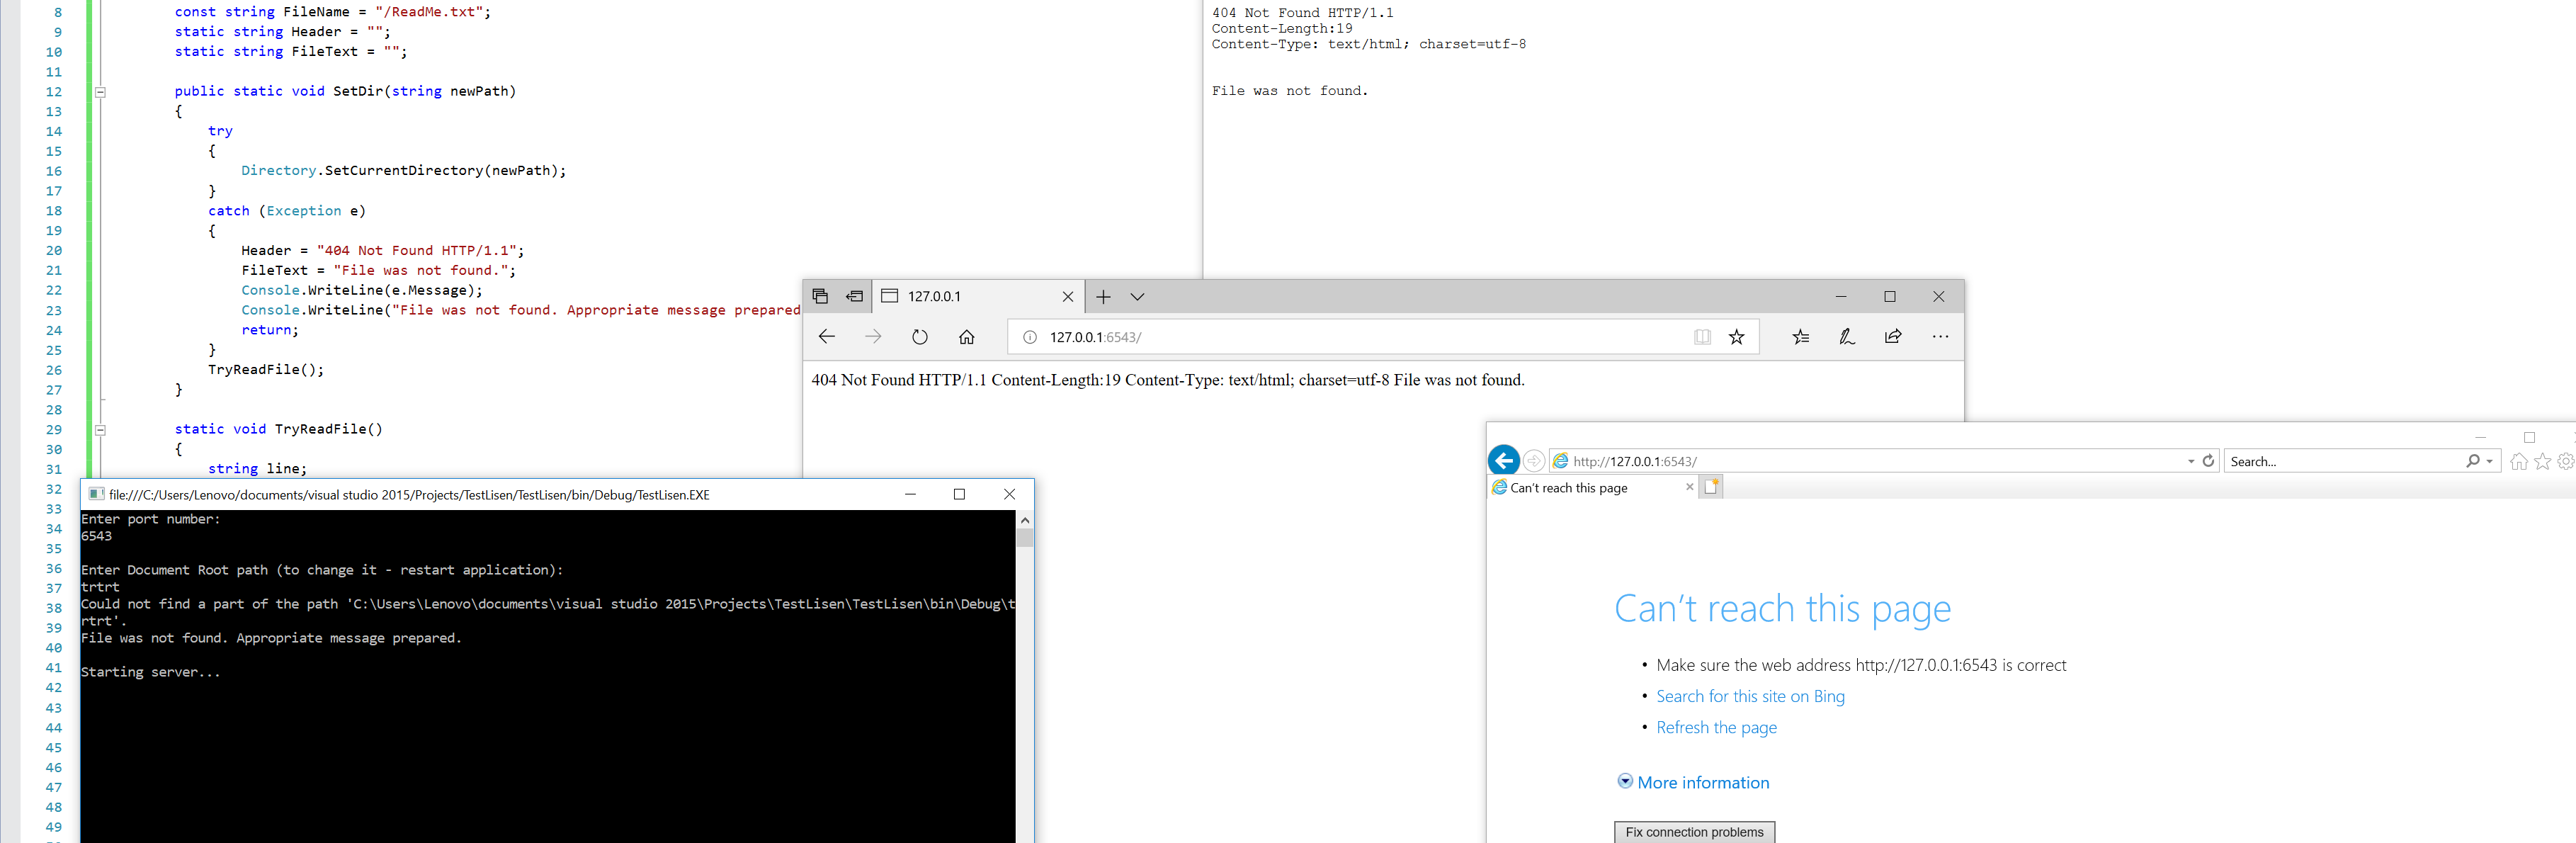 8 const string FileName = "/ReadMe.txt";
9 static string Header = "";
10 static string FileText = "";
11
12 public static void SetDir(string newPath)
13 {
14 try
15 {
16 Directory.SetCurrentDirectory(newPath);
17 }
18 catch (Exception e)
19 {
20 Header = "404 Not Found HTTP/1.1";
21 FileText = "File was not found.";
22 Console.WriteLine(e.Message);
23 Console.WriteLine("File was not found. Appropriate message prepared
24 return;
25 }
26 TryReadFile();
27 }
28
29 static void TryReadFile()
30 {
31 string line;
32
33
34
35
36
37
38
39
40
41
42
43
44
45
46
47
48
49
404 Not Found HTTP/1.1
Content-Length:19
Content-Type: text/html; charset=utf-8
File was not found.
127.0.0.1
127.0.0.1:6543/
404 Not Found HTTP/1.1 Content-Length:19 Content-Type: text/html; charset=utf-8 File was not found.
file:///C:/Users/Lenovo/documents/visual studio 2015/Projects/TestLisen/TestLisen/bin/Debug/TestLisen.EXE
Enter port number:
6543
Enter Document Root path (to change it - restart application):
trtrt
Could not find a part of the path 'C:\Users\Lenovo\documents\visual studio 2015\Projects\TestLisen\TestLisen\bin\Debug\t
rtrt'.
File was not found. Appropriate message prepared.
Starting server...
http://127.0.0.1:6543/
Search...
Can't reach this page
Can't reach this page
• Make sure the web address http://127.0.0.1:6543 is correct
• Search for this site on Bing
• Refresh the page
More information
Fix connection problems